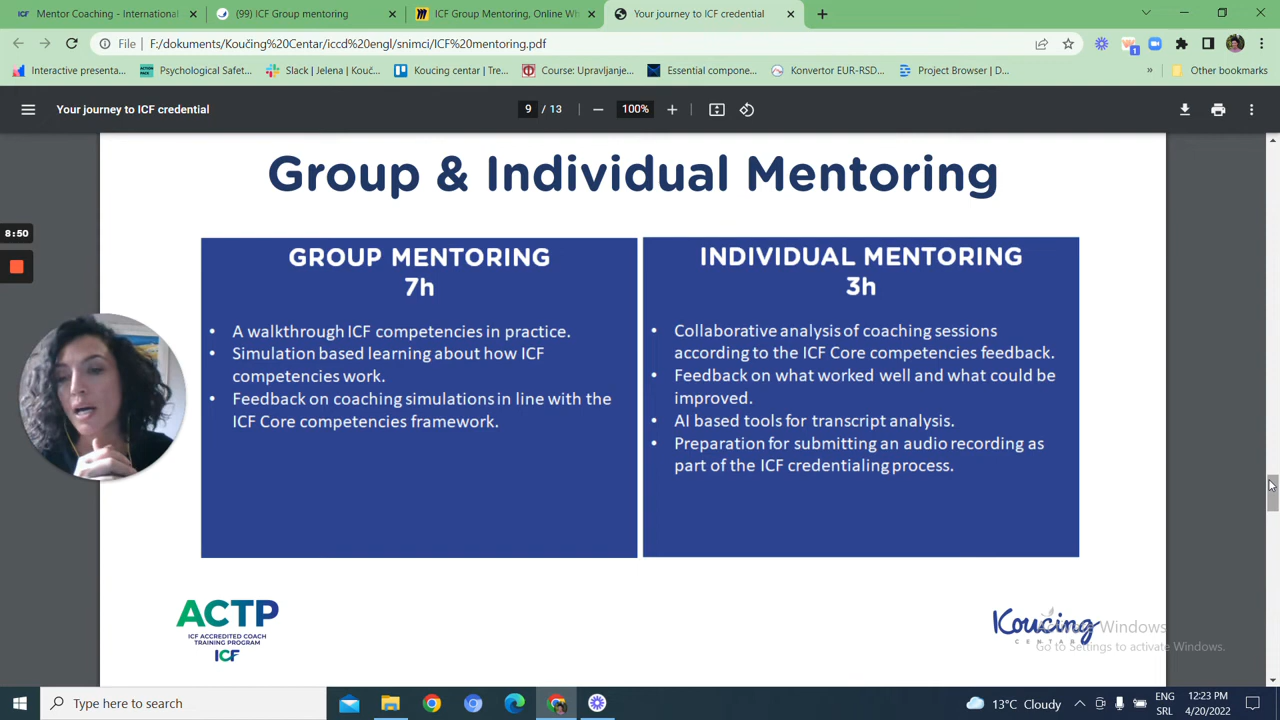 Mentor Coaching - International
(99) ICF Group mentoring
ICF Group Mentoring, Online Wh
Your journey to ICF credential
File F:/dokuments/Koučing%20Centar/iccd%20engl/snimci/ICF%20mentoring.pdf
1
Interactive presenta...
Psychological Safet...
Slack | Jelena | Kouč...
Koucing centar | Tre...
Course: Upravljanje...
Essential compone...
Konvertor EUR-RSD...
Project Browser | D...
»
Other bookmarks
Your journey to ICF credential
9 / 13
100%
Group & Individual Mentoring
8:50
GROUP MENTORING
7h
• A walkthrough ICF competencies in practice.
• Simulation based learning about how ICF
competencies work.
• Feedback on coaching simulations in line with the
ICF Core competencies framework.
INDIVIDUAL MENTORING
3h
• Collaborative analysis of coaching sessions
according to the ICF Core competencies feedback.
• Feedback on what worked well and what could be
improved.
• AI based tools for transcript analysis.
• Preparation for submitting an audio recording as
part of the ICF credentialing process.
ACTP
ICF ACCREDITED COACH
TRAINING PROGRAM
ICF
Koucing
CENTAR
Activate Windows
Go to Settings to activate Windows.
Type here to search
13°C Cloudy
ENG
SRL
12:23 PM
4/20/2022